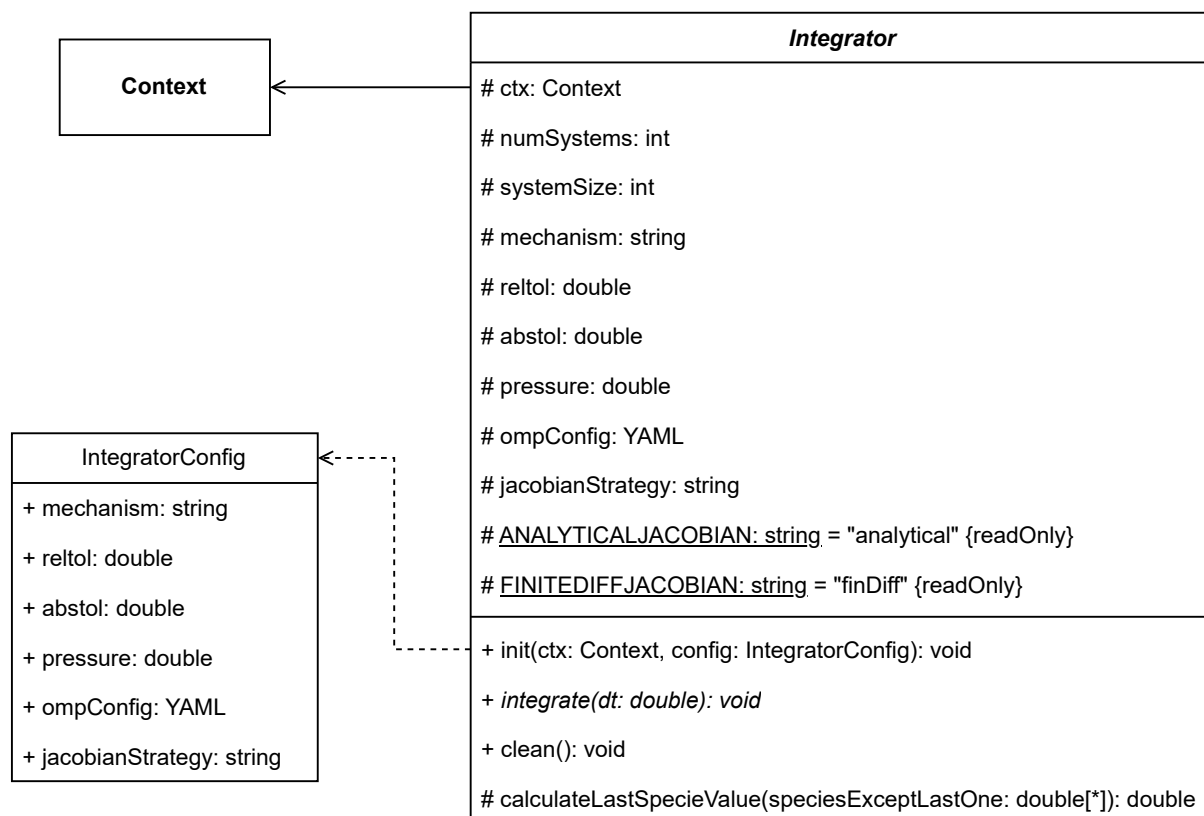 Context
Integrator
# ctx: Context
# numSystems: int
# systemSize: int
# mechanism: string
# reltol: double
# abstol: double
# pressure: double
# ompConfig: YAML
# jacobianStrategy: string
# ANALYTICALJACOBIAN: string = "analytical" {readOnly}
# FINITEDIFFJACOBIAN: string = "finDiff" {readOnly}
+ init(ctx: Context, config: IntegratorConfig): void
+ integrate(dt: double): void
+ clean(): void
# calculateLastSpecieValue(speciesExceptLastOne: double[*]): double
IntegratorConfig
+ mechanism: string
+ reltol: double
+ abstol: double
+ pressure: double
+ ompConfig: YAML
+ jacobianStrategy: string